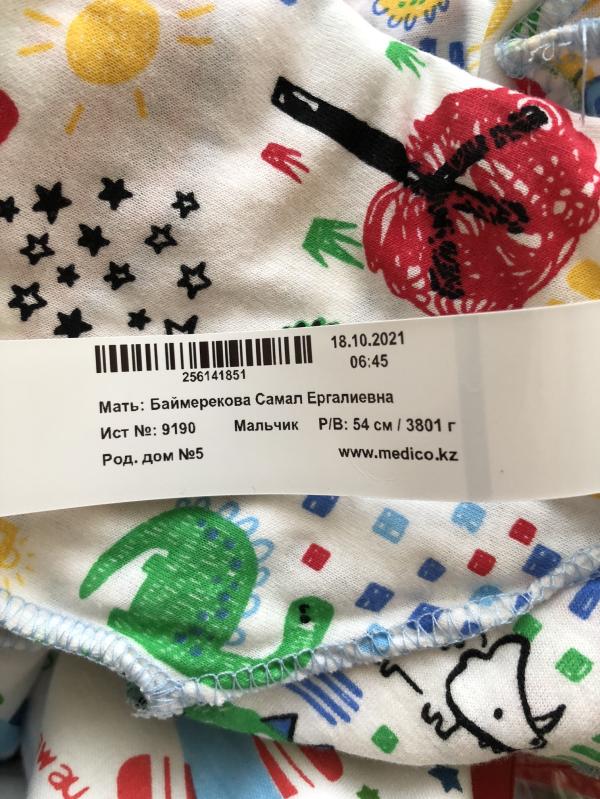 18.10.2021
256141851
06:45
Мать: Баймерекова Самал Ергалиевна
Ист №: 9190 Мальчик Р/В: 54 см / 3801 г
Род. дом №5 www.medico.kz